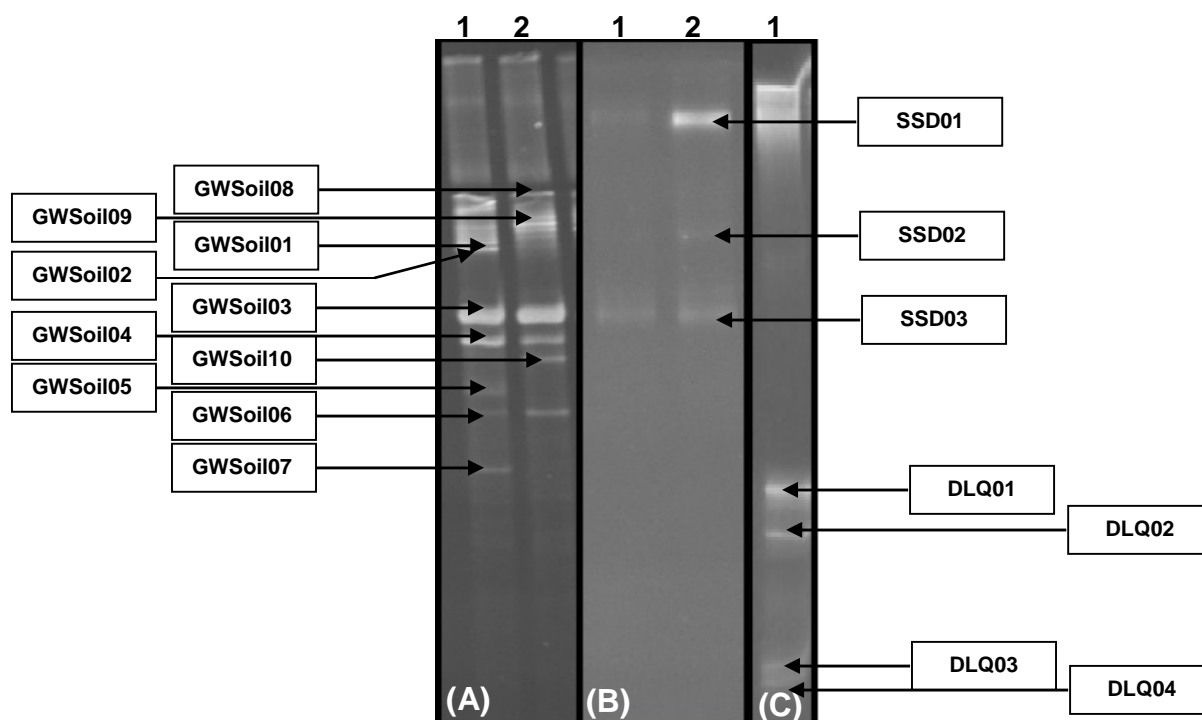 1 2 1 2 1
SSD01
GWSoil08
GWSoil09
GWSoil01
SSD02
GWSoil02
GWSoil03
SSD03
GWSoil04
GWSoil10
GWSoil05
GWSoil06
GWSoil07
DLQ01
DLQ02
DLQ03
DLQ04
(A) (B) (C)